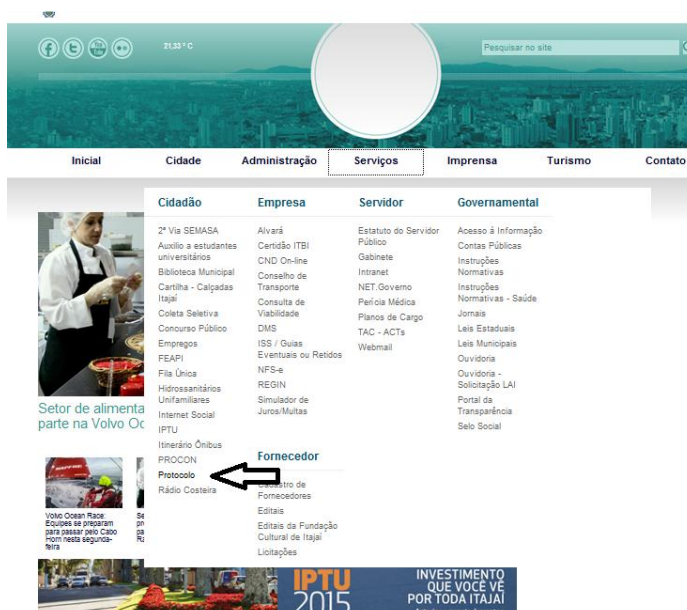 21,33 º C
Pesquisar no site
Inicial
Cidade
Administração
Serviços
Imprensa
Turismo
Contato
Cidadão
2ª Via SEMASA
Auxilio a estudantes
universitários
Biblioteca Municipal
Cartilha - Calçadas
Itajaí
Coleta Seletiva
Concurso Público
Empregos
FEAPI
Fila Única
Hidrossanitários
Unifamiliares
Internet Social
IPTU
Itinerário Ônibus
PROCON
Protocolo
Rádio Costeira
Empresa
Alvará
Certidão ITBI
CND On-line
Conselho de
Transporte
Consulta de
Viabilidade
DMS
ISS / Guias
Eventuais ou Retidos
NFS-e
REGIN
Simulador de
Juros/Multas
Fornecedor
Cadastro de
Fornecedores
Editais
Editais da Fundação
Cultural de Itajaí
Licitações
Servidor
Estatuto do Servidor
Público
Gabinete
Intranet
NET.Governo
Perícia Médica
Planos de Cargo
TAC - ACTs
Webmail
Governamental
Acesso à Informação
Contas Públicas
Instruções
Normativas
Instruções
Normativas - Saúde
Jornais
Leis Estaduais
Leis Municipais
Ouvidoria
Ouvidoria -
Solicitação LAI
Portal da
Transparência
Selo Social
Setor de alimenta
parte na Volvo Oc
Volvo Ocean Race:
Equipes se preparam
para passar pelo Cabo
Horn nesta segunda-
feira
IPTU
2015
INVESTIMENTO
QUE VOCÊ VÊ
POR TODA ITAJAÍ